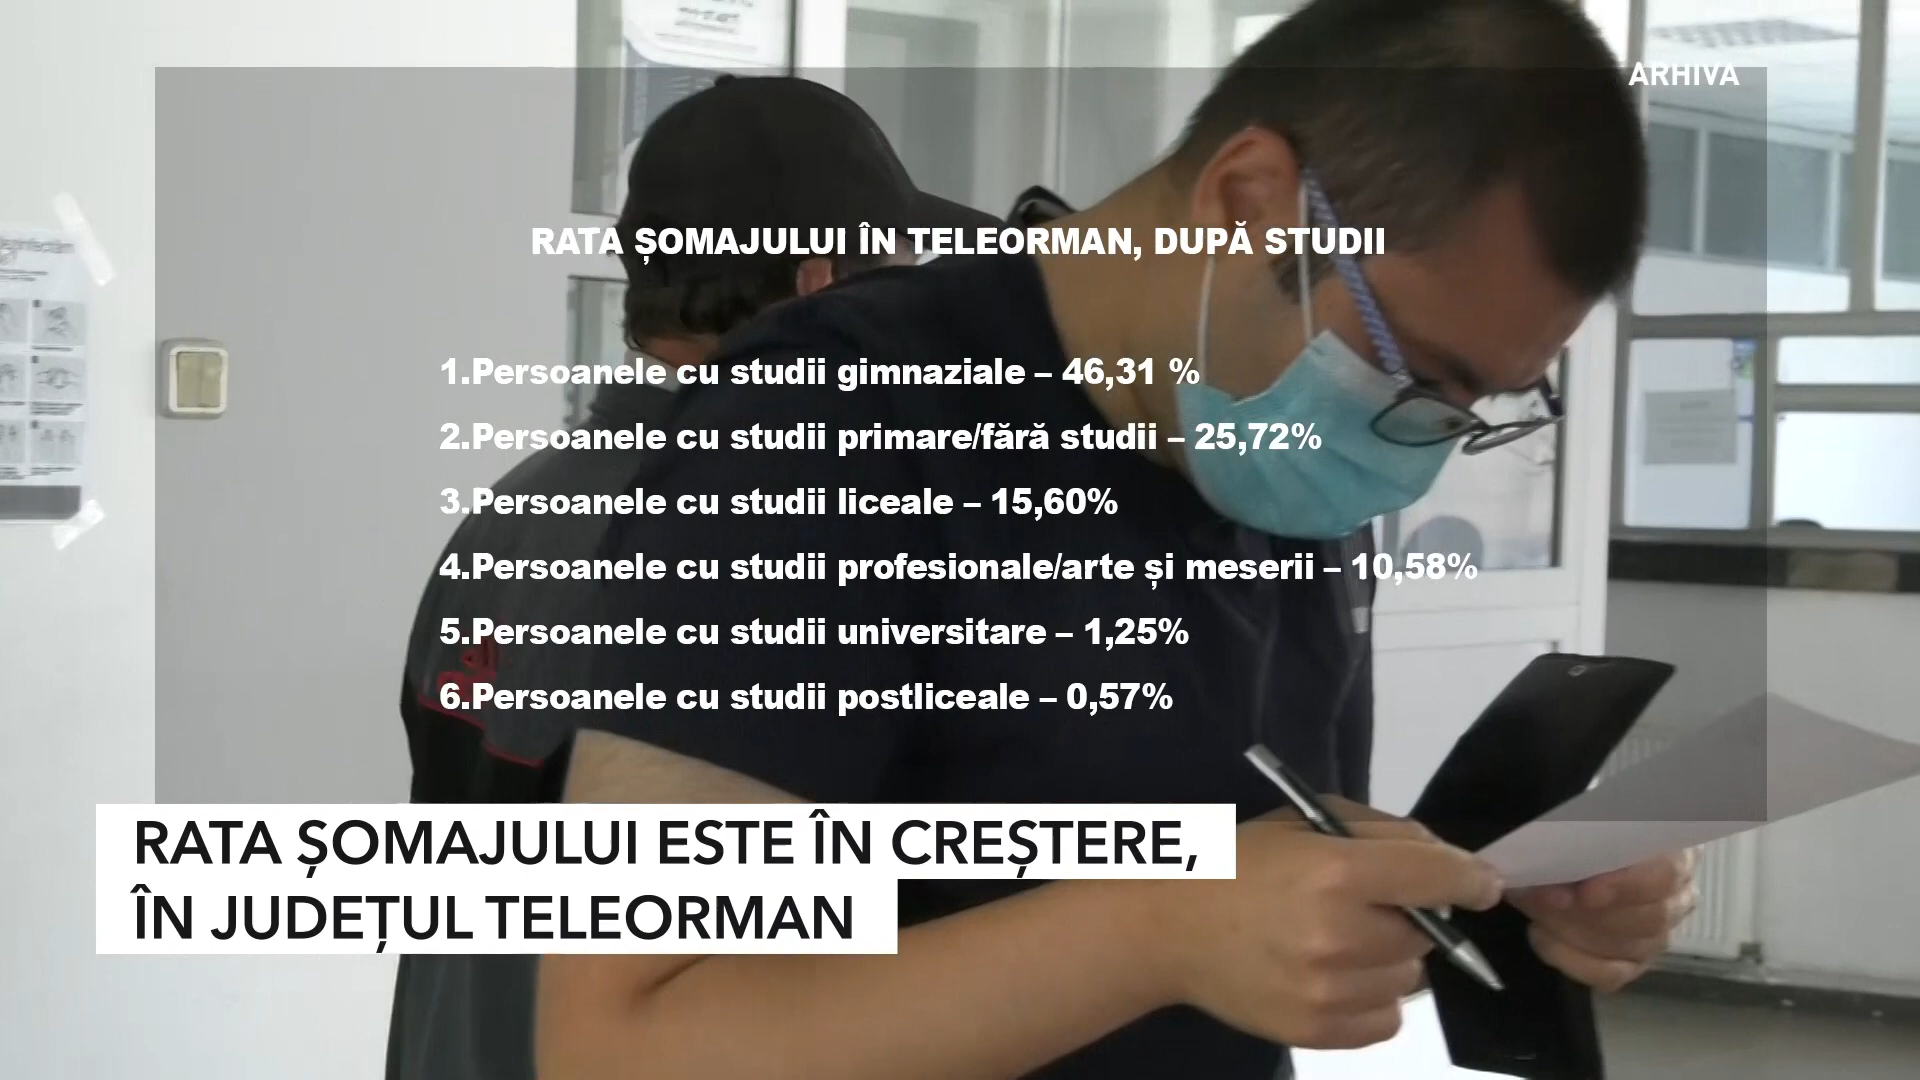 ARHIVA
RATA ȘOMAJULUI ÎN TELEORMAN, DUPĂ STUDII
1.Persoanele cu studii gimnaziale – 46,31 %
2.Persoanele cu studii primare/fără studii – 25,72%
3.Persoanele cu studii liceale – 15,60%
4.Persoanele cu studii profesionale/arte și meserii – 10,58%
5.Persoanele cu studii universitare – 1,25%
6.Persoanele cu studii postliceale – 0,57%
RATA ȘOMAJULUI ESTE ÎN CREȘTERE,
ÎN JUDEȚUL TELEORMAN